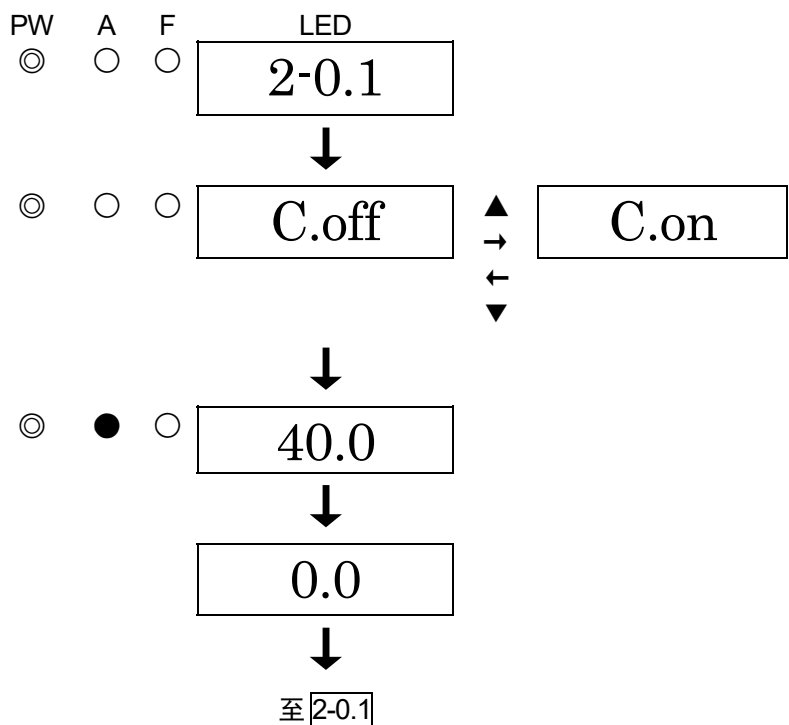 PW A F LED
◎ ○ ○ 2-0.1
↓
◎ ○ ○ C.off ▲ C.on
→
←
▼
↓
◎ ● ○ 40.0
↓
0.0
↓
至 2-0.1